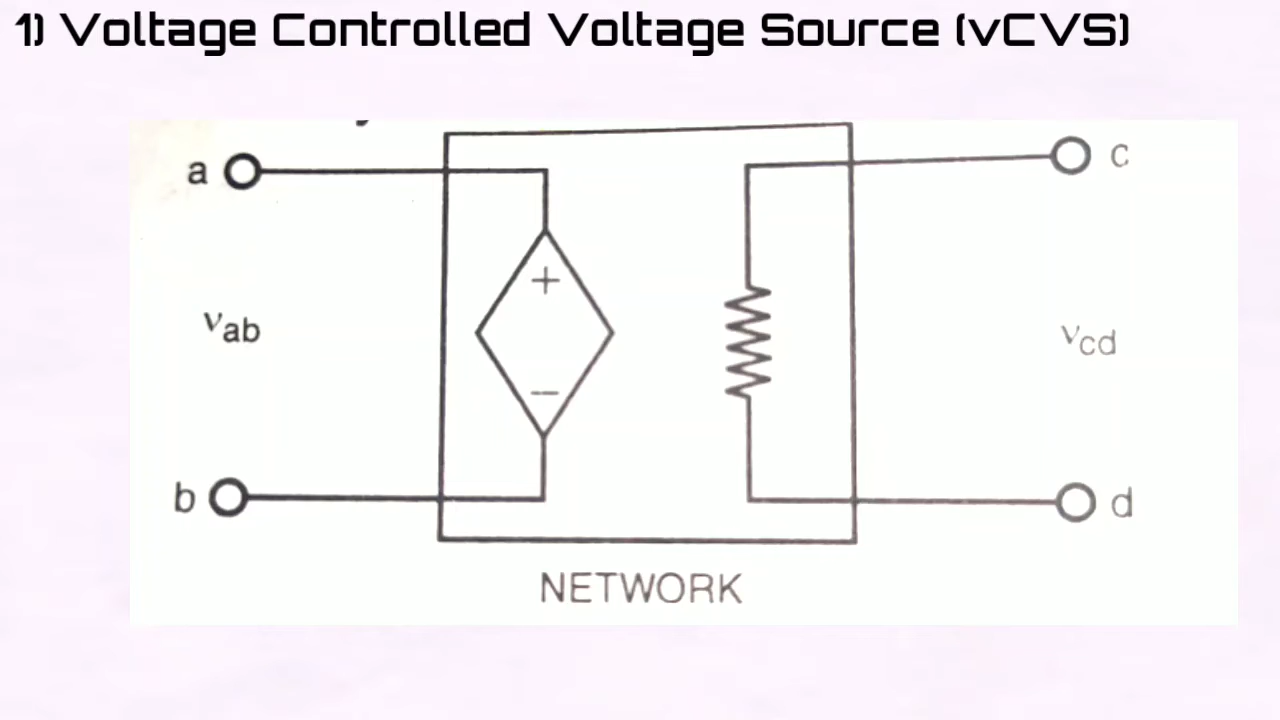 1) Voltage Controlled Voltage Source (vCVS)
a
c
+
vab
vcd
−
b
d
NETWORK